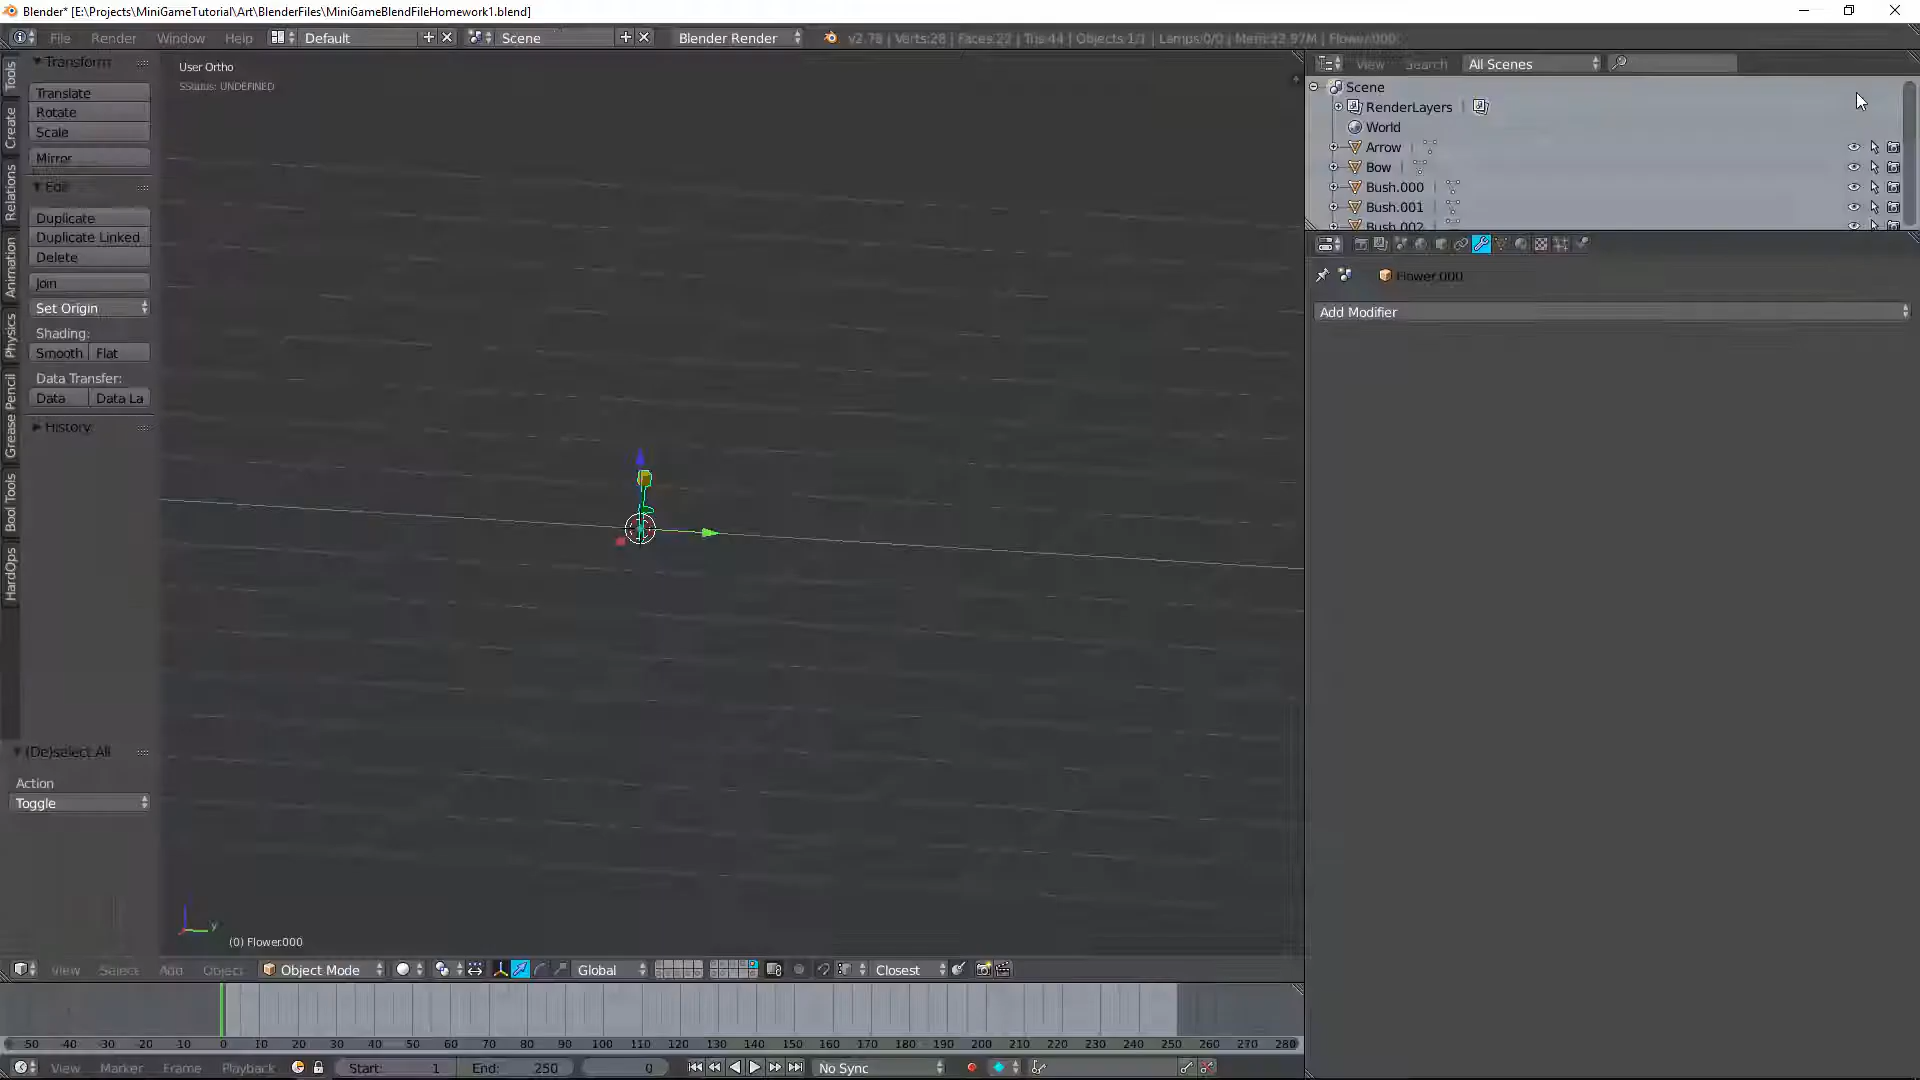 Blender* [E:\Projects\MiniGameTutorial\Art\BlenderFiles\MiniGameBlendFileHomework1.blend]
File Render Window Help Default Scene Blender Render v2.78 | Verts:28 | Faces:22 | Tris:44 | Objects:1/1 | Lamps:0/0 | Mem:22.97M | Flower.000
Transform
Translate
Rotate
Scale
Mirror
Edit
Duplicate
Duplicate Linked
Delete
Join
Set Origin
Shading:
Smooth Flat
Data Transfer:
Data Data La
History
Tools
Create
Relations
Animation
Physics
Grease Pencil
Bool Tools
HardOps
(De)select All
Action
Toggle
User Ortho
SStatus: UNDEFINED
y
(0) Flower.000
View Select Add Object Object Mode Global Closest
-50 -40 -30 -20 -10 0 10 20 30 40 50 60 70 80 90 100 110 120 130 140 150 160 170 180 190 200 210 220 230 240 250 260 270 280
View Marker Frame Playback Start: 1 End: 250 0 No Sync
View Search All Scenes
Scene
RenderLayers
World
Arrow
Bow
Bush.000
Bush.001
Bush.002
Flower.000
Add Modifier